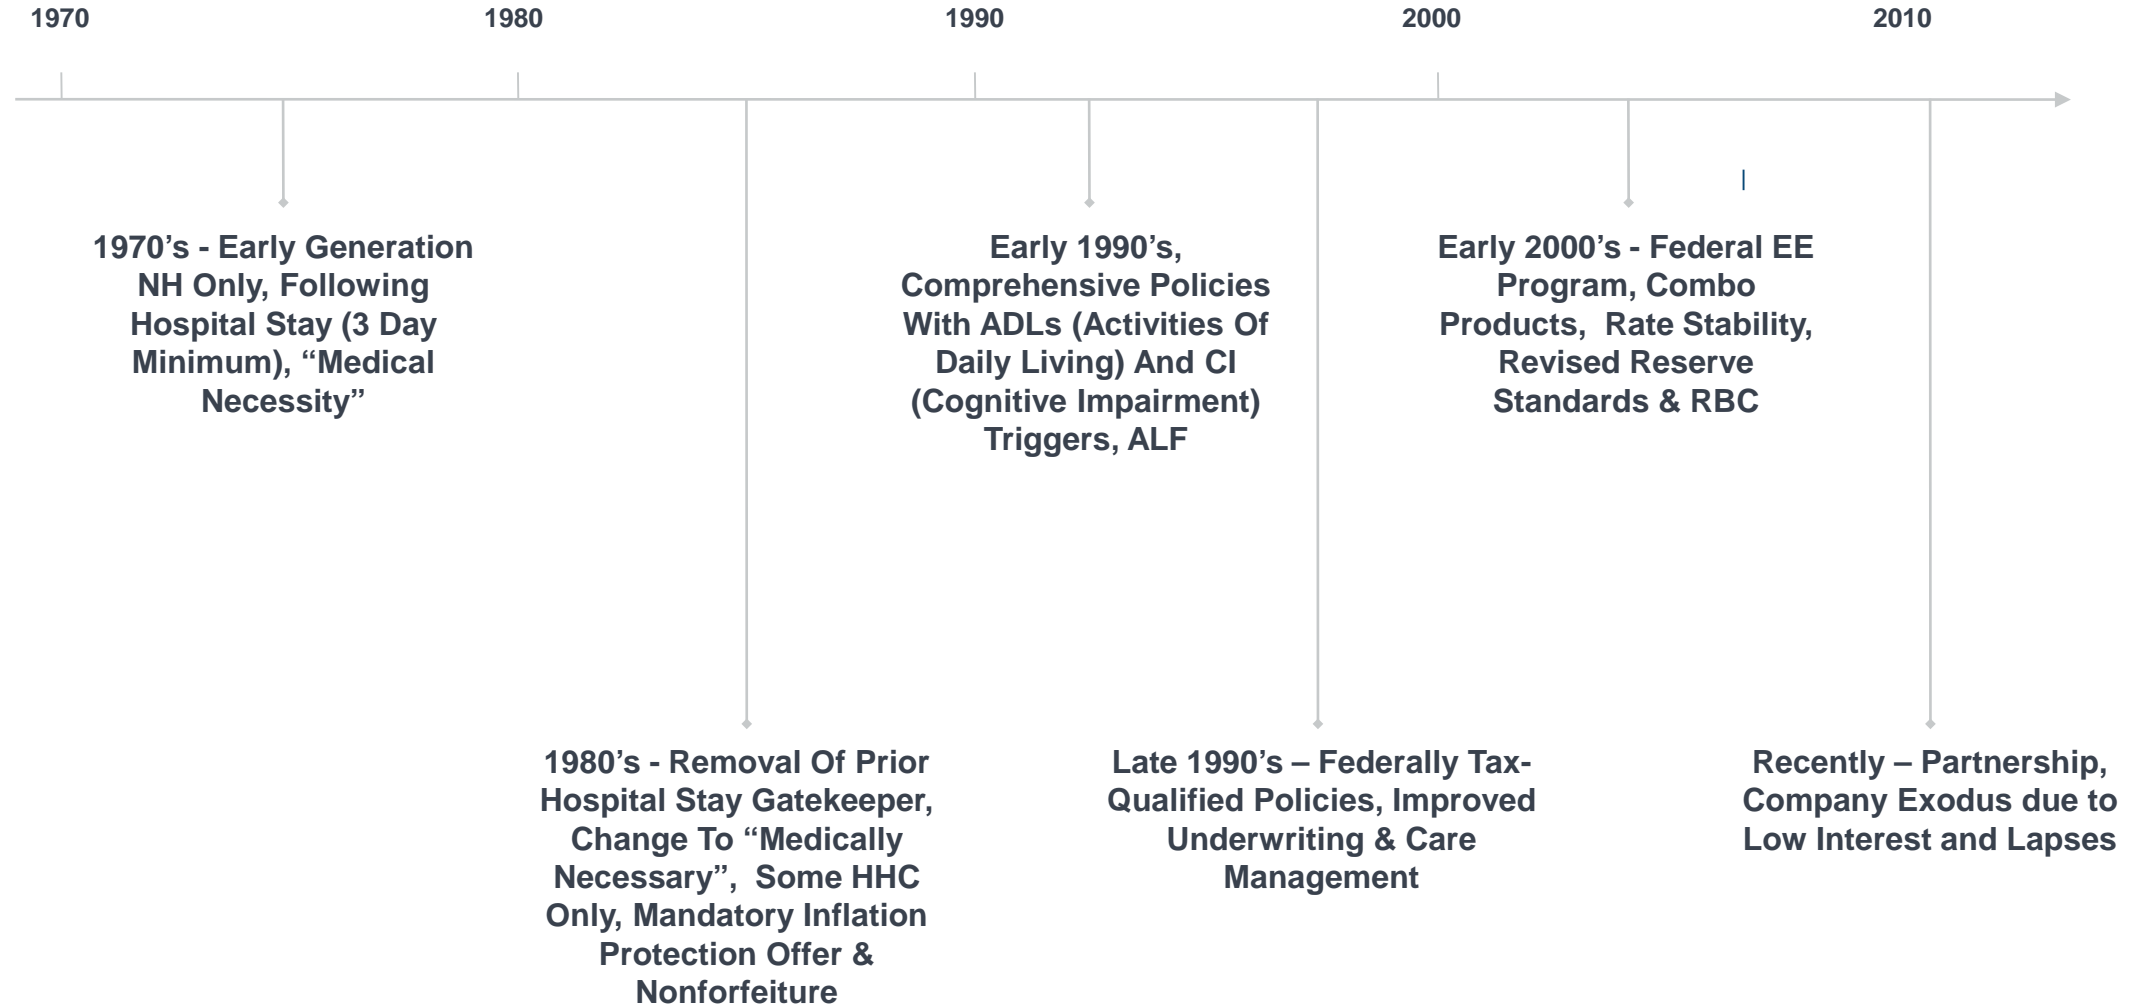 1970
1980
1990
2000
2010
1970’s - Early Generation
NH Only, Following
Hospital Stay (3 Day
Minimum), “Medical
Necessity”
Early 1990’s,
Comprehensive Policies
With ADLs (Activities Of
Daily Living) And CI
(Cognitive Impairment)
Triggers, ALF
Early 2000’s - Federal EE
Program, Combo
Products,  Rate Stability,
Revised Reserve
Standards & RBC
1980’s - Removal Of Prior
Hospital Stay Gatekeeper,
Change To “Medically
Necessary”,  Some HHC
Only, Mandatory Inflation
Protection Offer &
Nonforfeiture
Late 1990’s – Federally Tax-
Qualified Policies, Improved
Underwriting & Care
Management
Recently – Partnership,
Company Exodus due to
Low Interest and Lapses